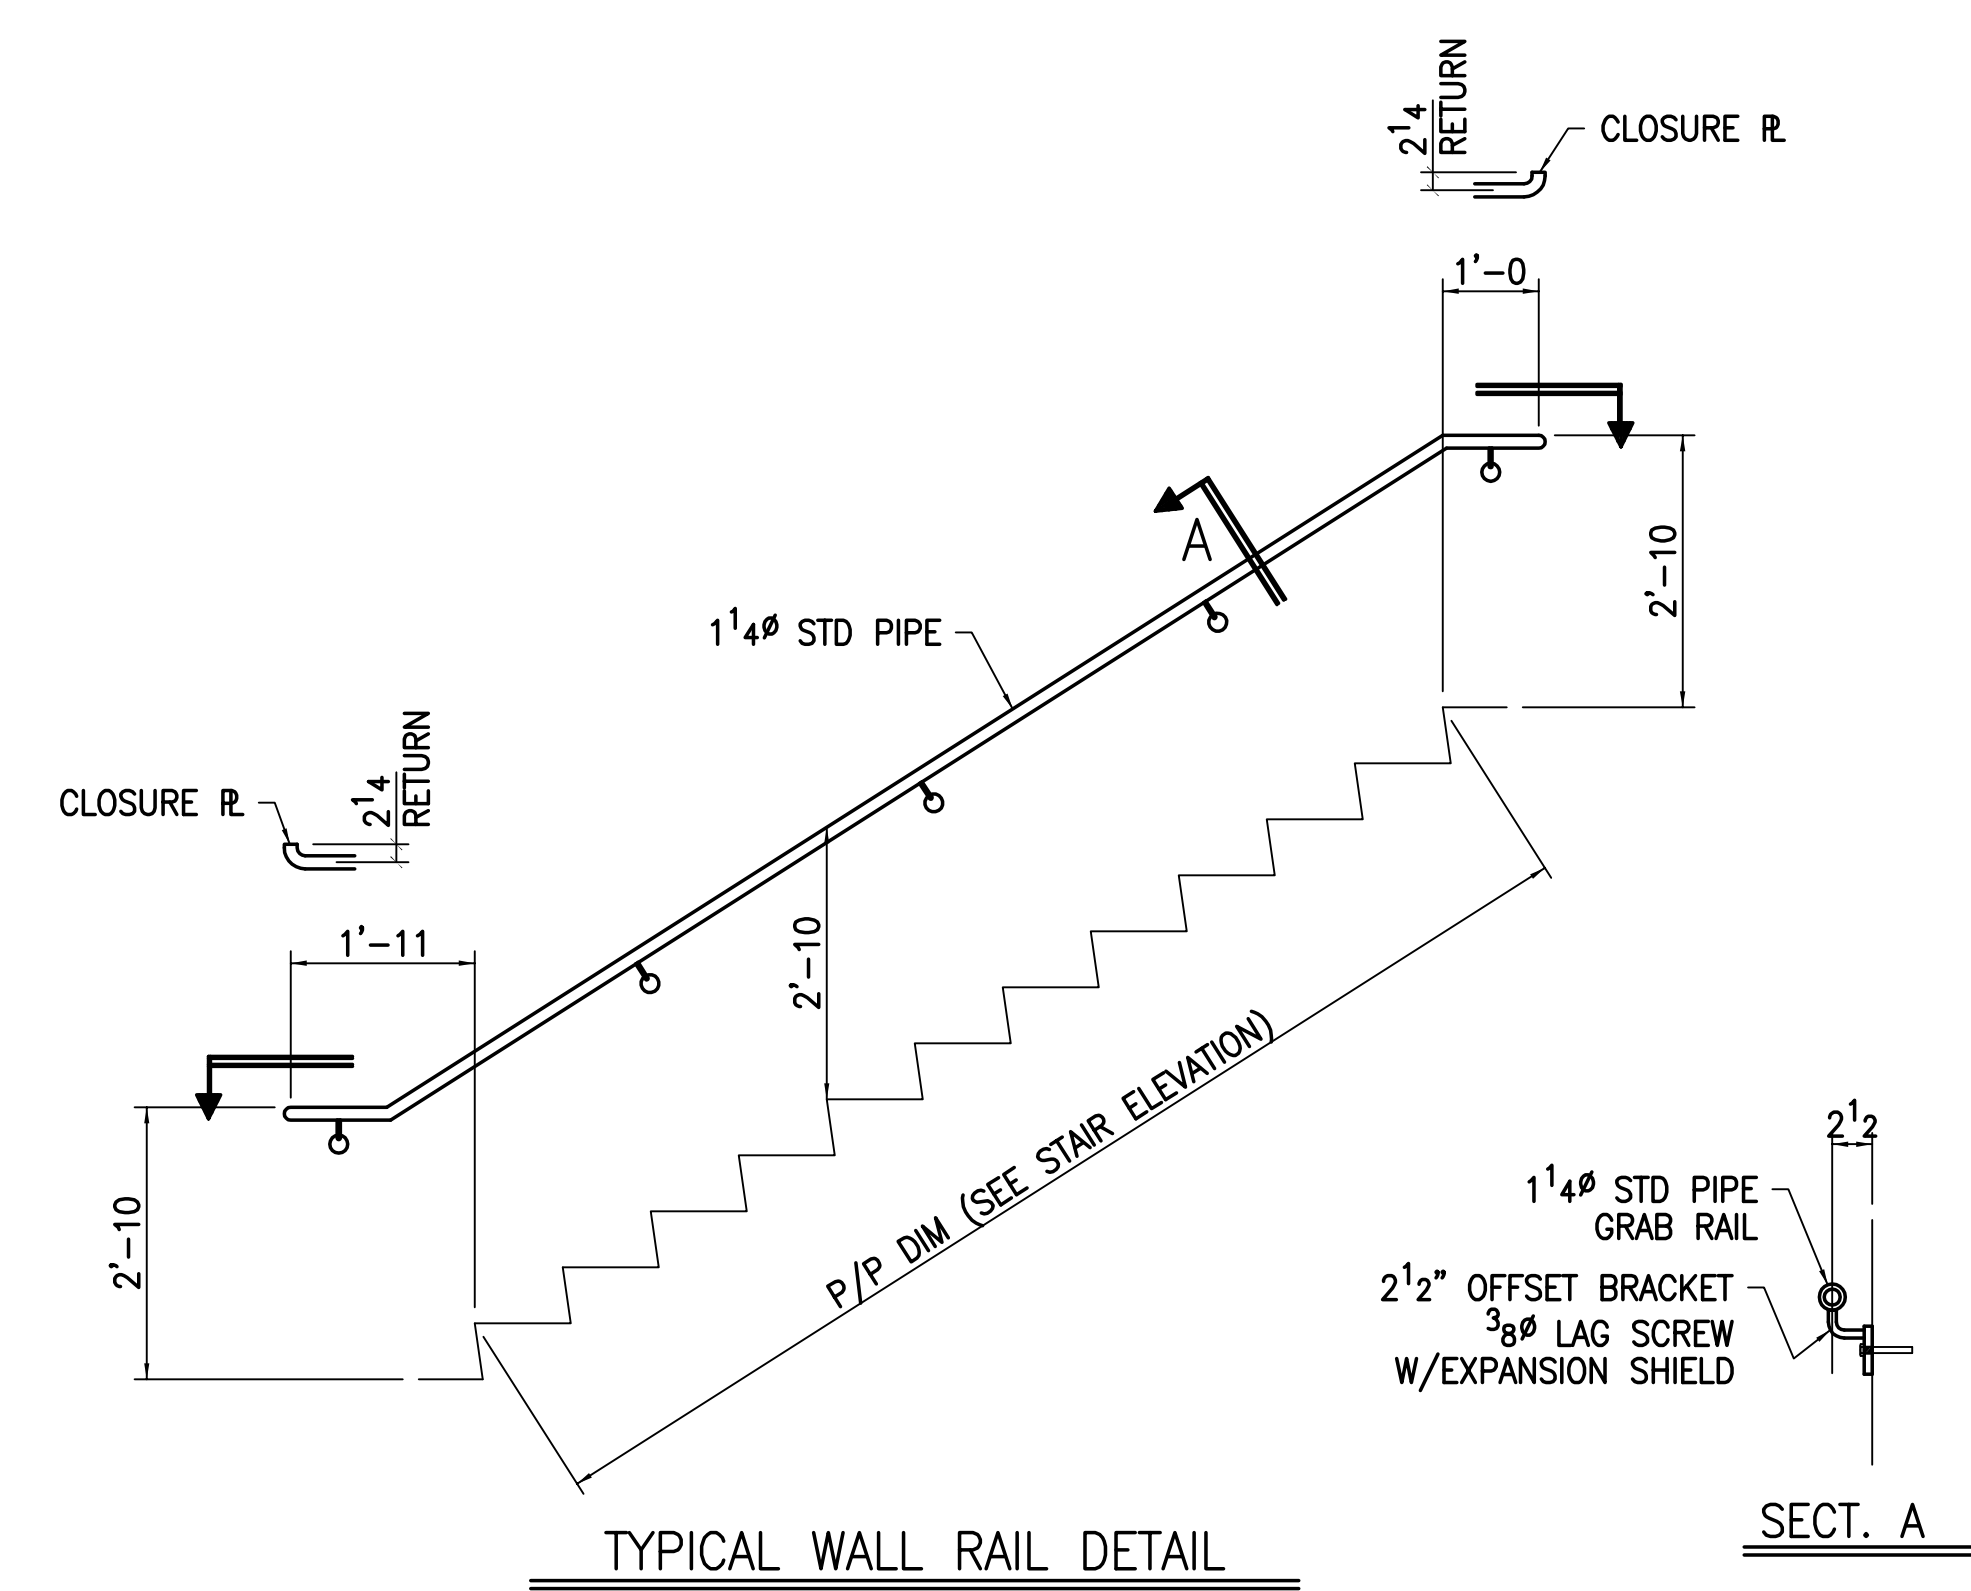 2 1/4
RETURN
CLOSURE PL
1'-0
A
2'-10
1 1/4Ø STD PIPE
2 1/4
RETURN
CLOSURE PL
1'-11
2'-10
2'-10
P/P DIM (SEE STAIR ELEVATION)
2 1/2
1 1/4Ø STD PIPE
GRAB RAIL
2 1/2" OFFSET BRACKET
3/8Ø LAG SCREW
W/EXPANSION SHIELD
SECT. A
TYPICAL WALL RAIL DETAIL